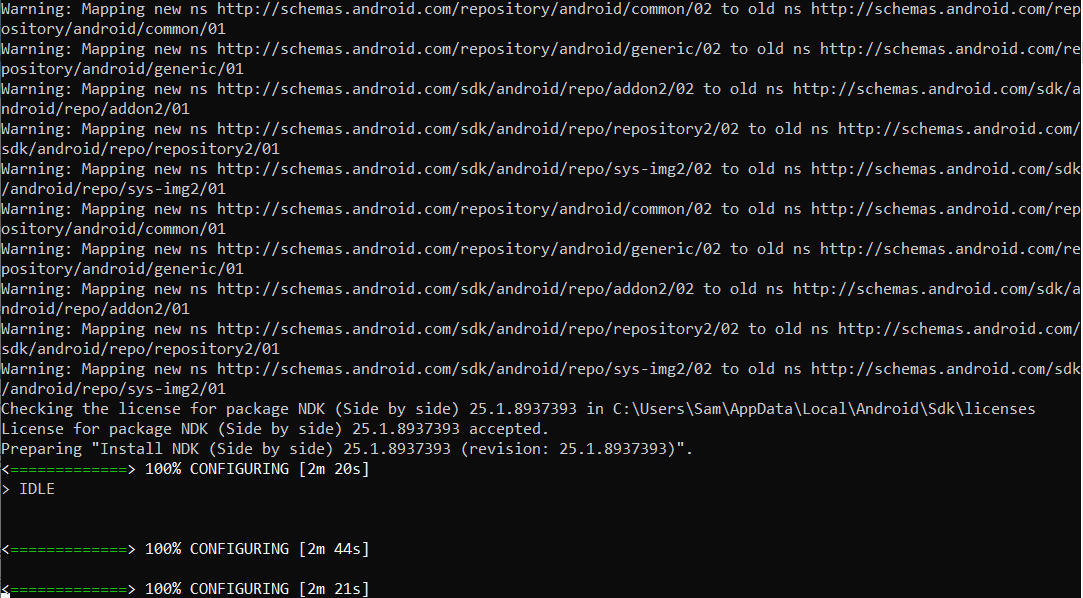 Warning: Mapping new ns http://schemas.android.com/repository/android/common/02 to old ns http://schemas.android.com/rep
ository/android/common/01
Warning: Mapping new ns http://schemas.android.com/repository/android/generic/02 to old ns http://schemas.android.com/re
pository/android/generic/01
Warning: Mapping new ns http://schemas.android.com/sdk/android/repo/addon2/02 to old ns http://schemas.android.com/sdk/a
ndroid/repo/addon2/01
Warning: Mapping new ns http://schemas.android.com/sdk/android/repo/repository2/02 to old ns http://schemas.android.com/
sdk/android/repo/repository2/01
Warning: Mapping new ns http://schemas.android.com/sdk/android/repo/sys-img2/02 to old ns http://schemas.android.com/sdk
/android/repo/sys-img2/01
Warning: Mapping new ns http://schemas.android.com/repository/android/common/02 to old ns http://schemas.android.com/rep
ository/android/common/01
Warning: Mapping new ns http://schemas.android.com/repository/android/generic/02 to old ns http://schemas.android.com/re
pository/android/generic/01
Warning: Mapping new ns http://schemas.android.com/sdk/android/repo/addon2/02 to old ns http://schemas.android.com/sdk/a
ndroid/repo/addon2/01
Warning: Mapping new ns http://schemas.android.com/sdk/android/repo/repository2/02 to old ns http://schemas.android.com/
sdk/android/repo/repository2/01
Warning: Mapping new ns http://schemas.android.com/sdk/android/repo/sys-img2/02 to old ns http://schemas.android.com/sdk
/android/repo/sys-img2/01
Checking the license for package NDK (Side by side) 25.1.8937393 in C:\Users\Sam\AppData\Local\Android\Sdk\licenses
License for package NDK (Side by side) 25.1.8937393 accepted.
Preparing "Install NDK (Side by side) 25.1.8937393 (revision: 25.1.8937393)".
<=============> 100% CONFIGURING [2m 20s]
> IDLE
<=============> 100% CONFIGURING [2m 44s]
<=============> 100% CONFIGURING [2m 21s]